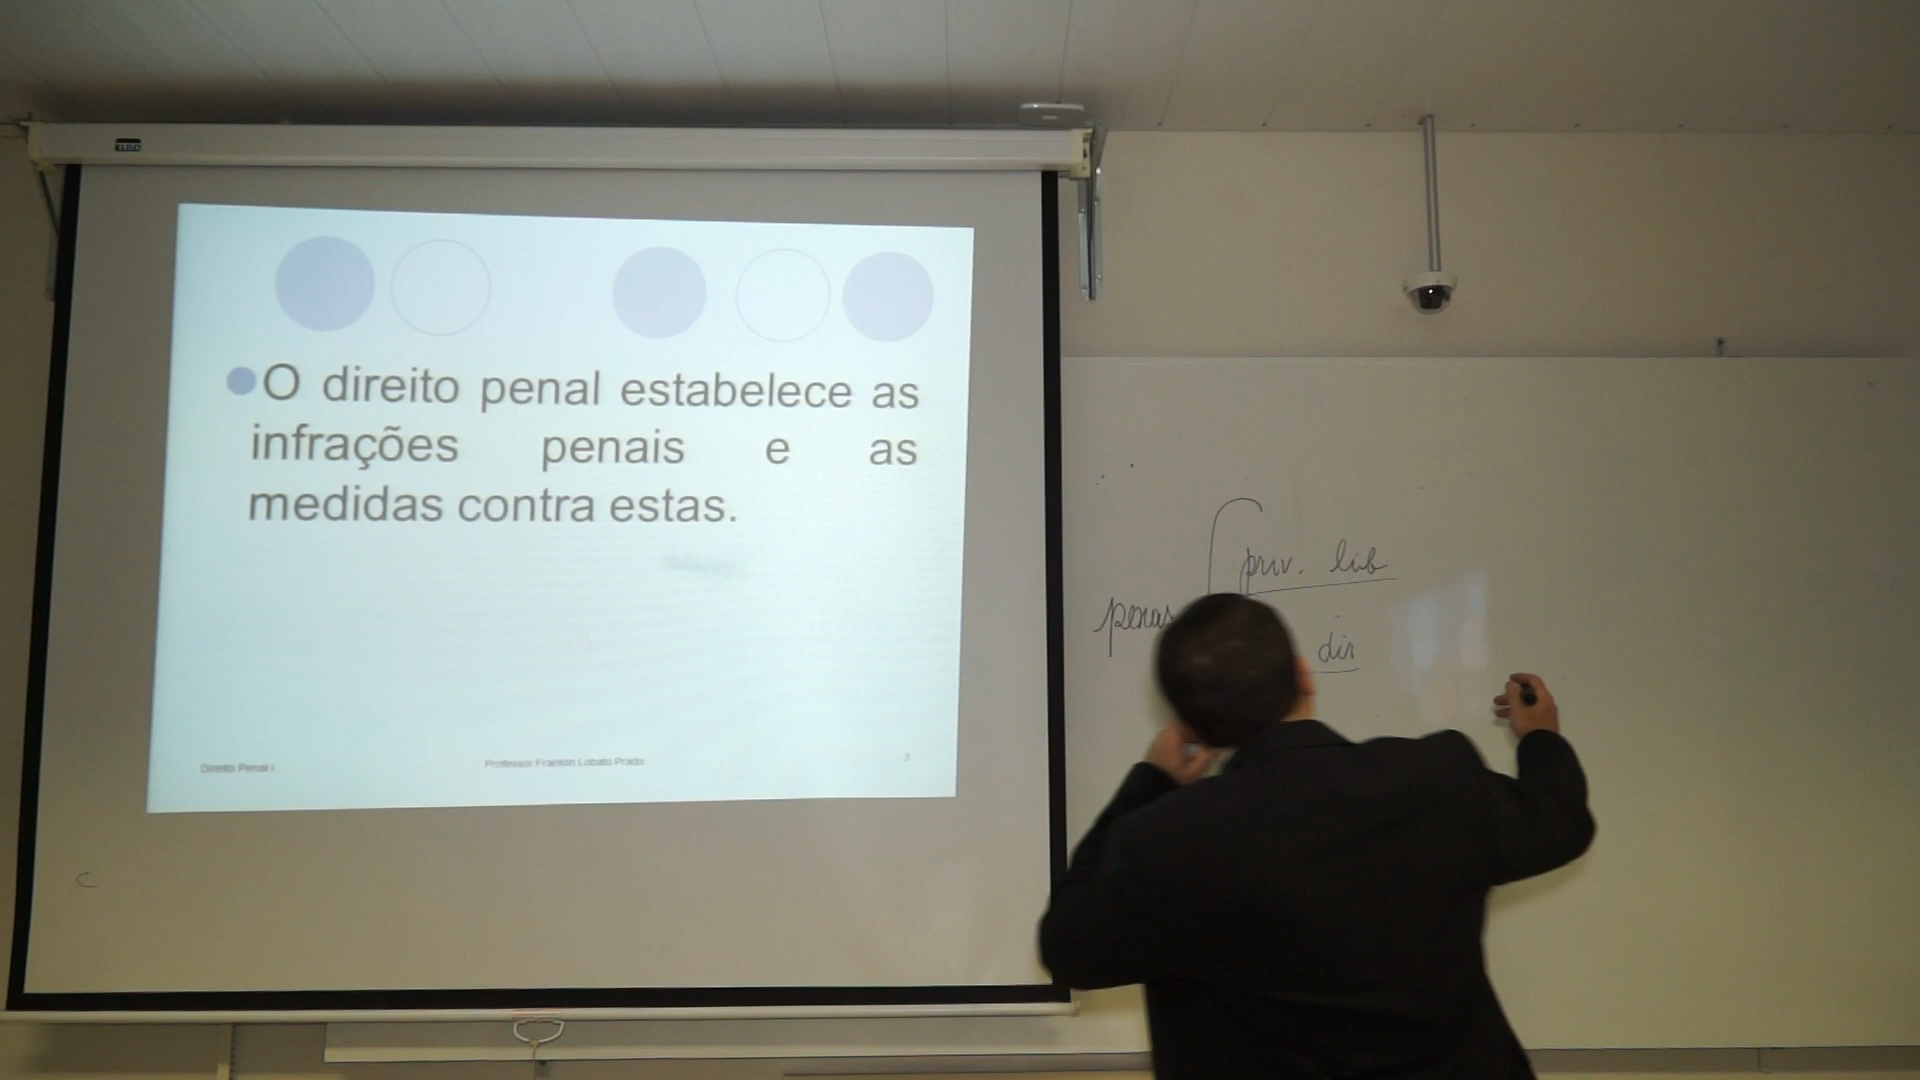 O direito penal estabelece as
infrações penais e as
medidas contra estas.
Direito Penal I
Professor Franklin Lobato Prado
3
priv. lib
penas
dir